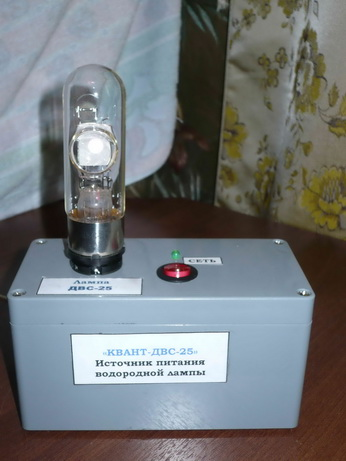 СЕТЬ
Лампа
ДВС-25
«КВАНТ-ДВС-25»
Источник питания
водородной лампы